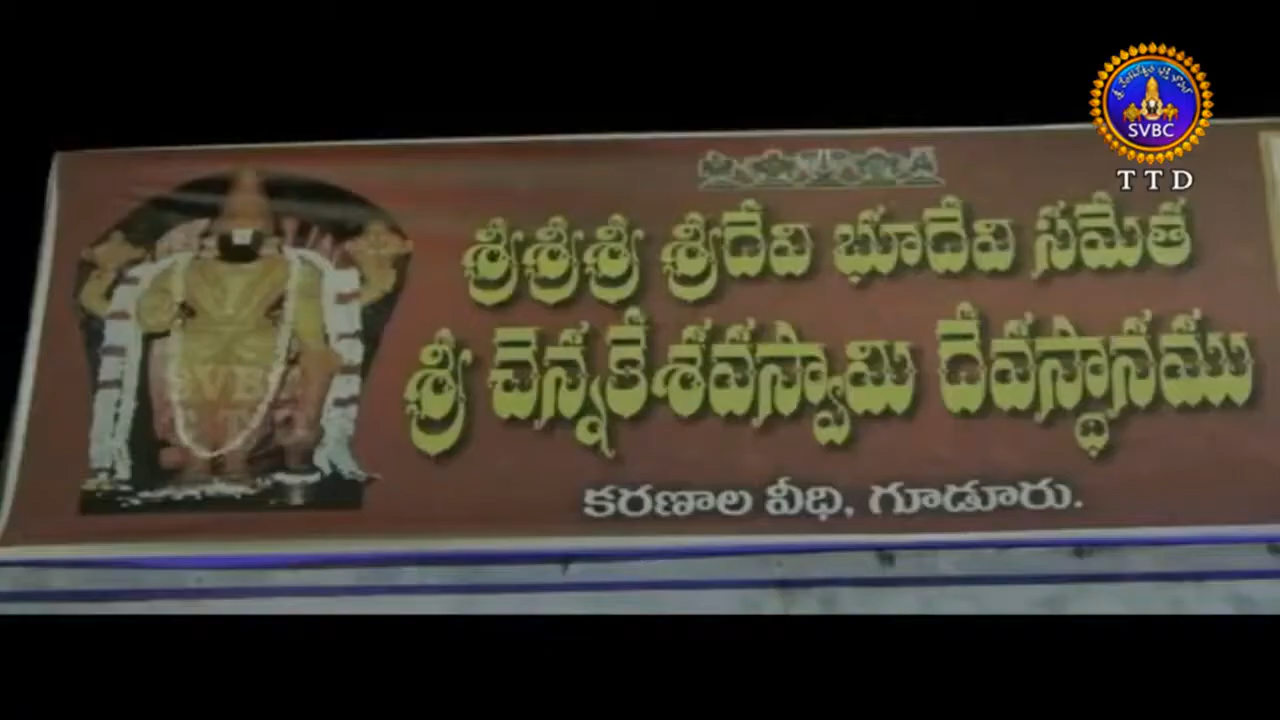 SVBC
TTD
శ్రీశ్రీశ్రీ శ్రీదేవి భూదేవి సమేత
శ్రీ చెన్నకేశవస్వామి దేవస్థానము
కరణాల వీధి, గూడూరు.